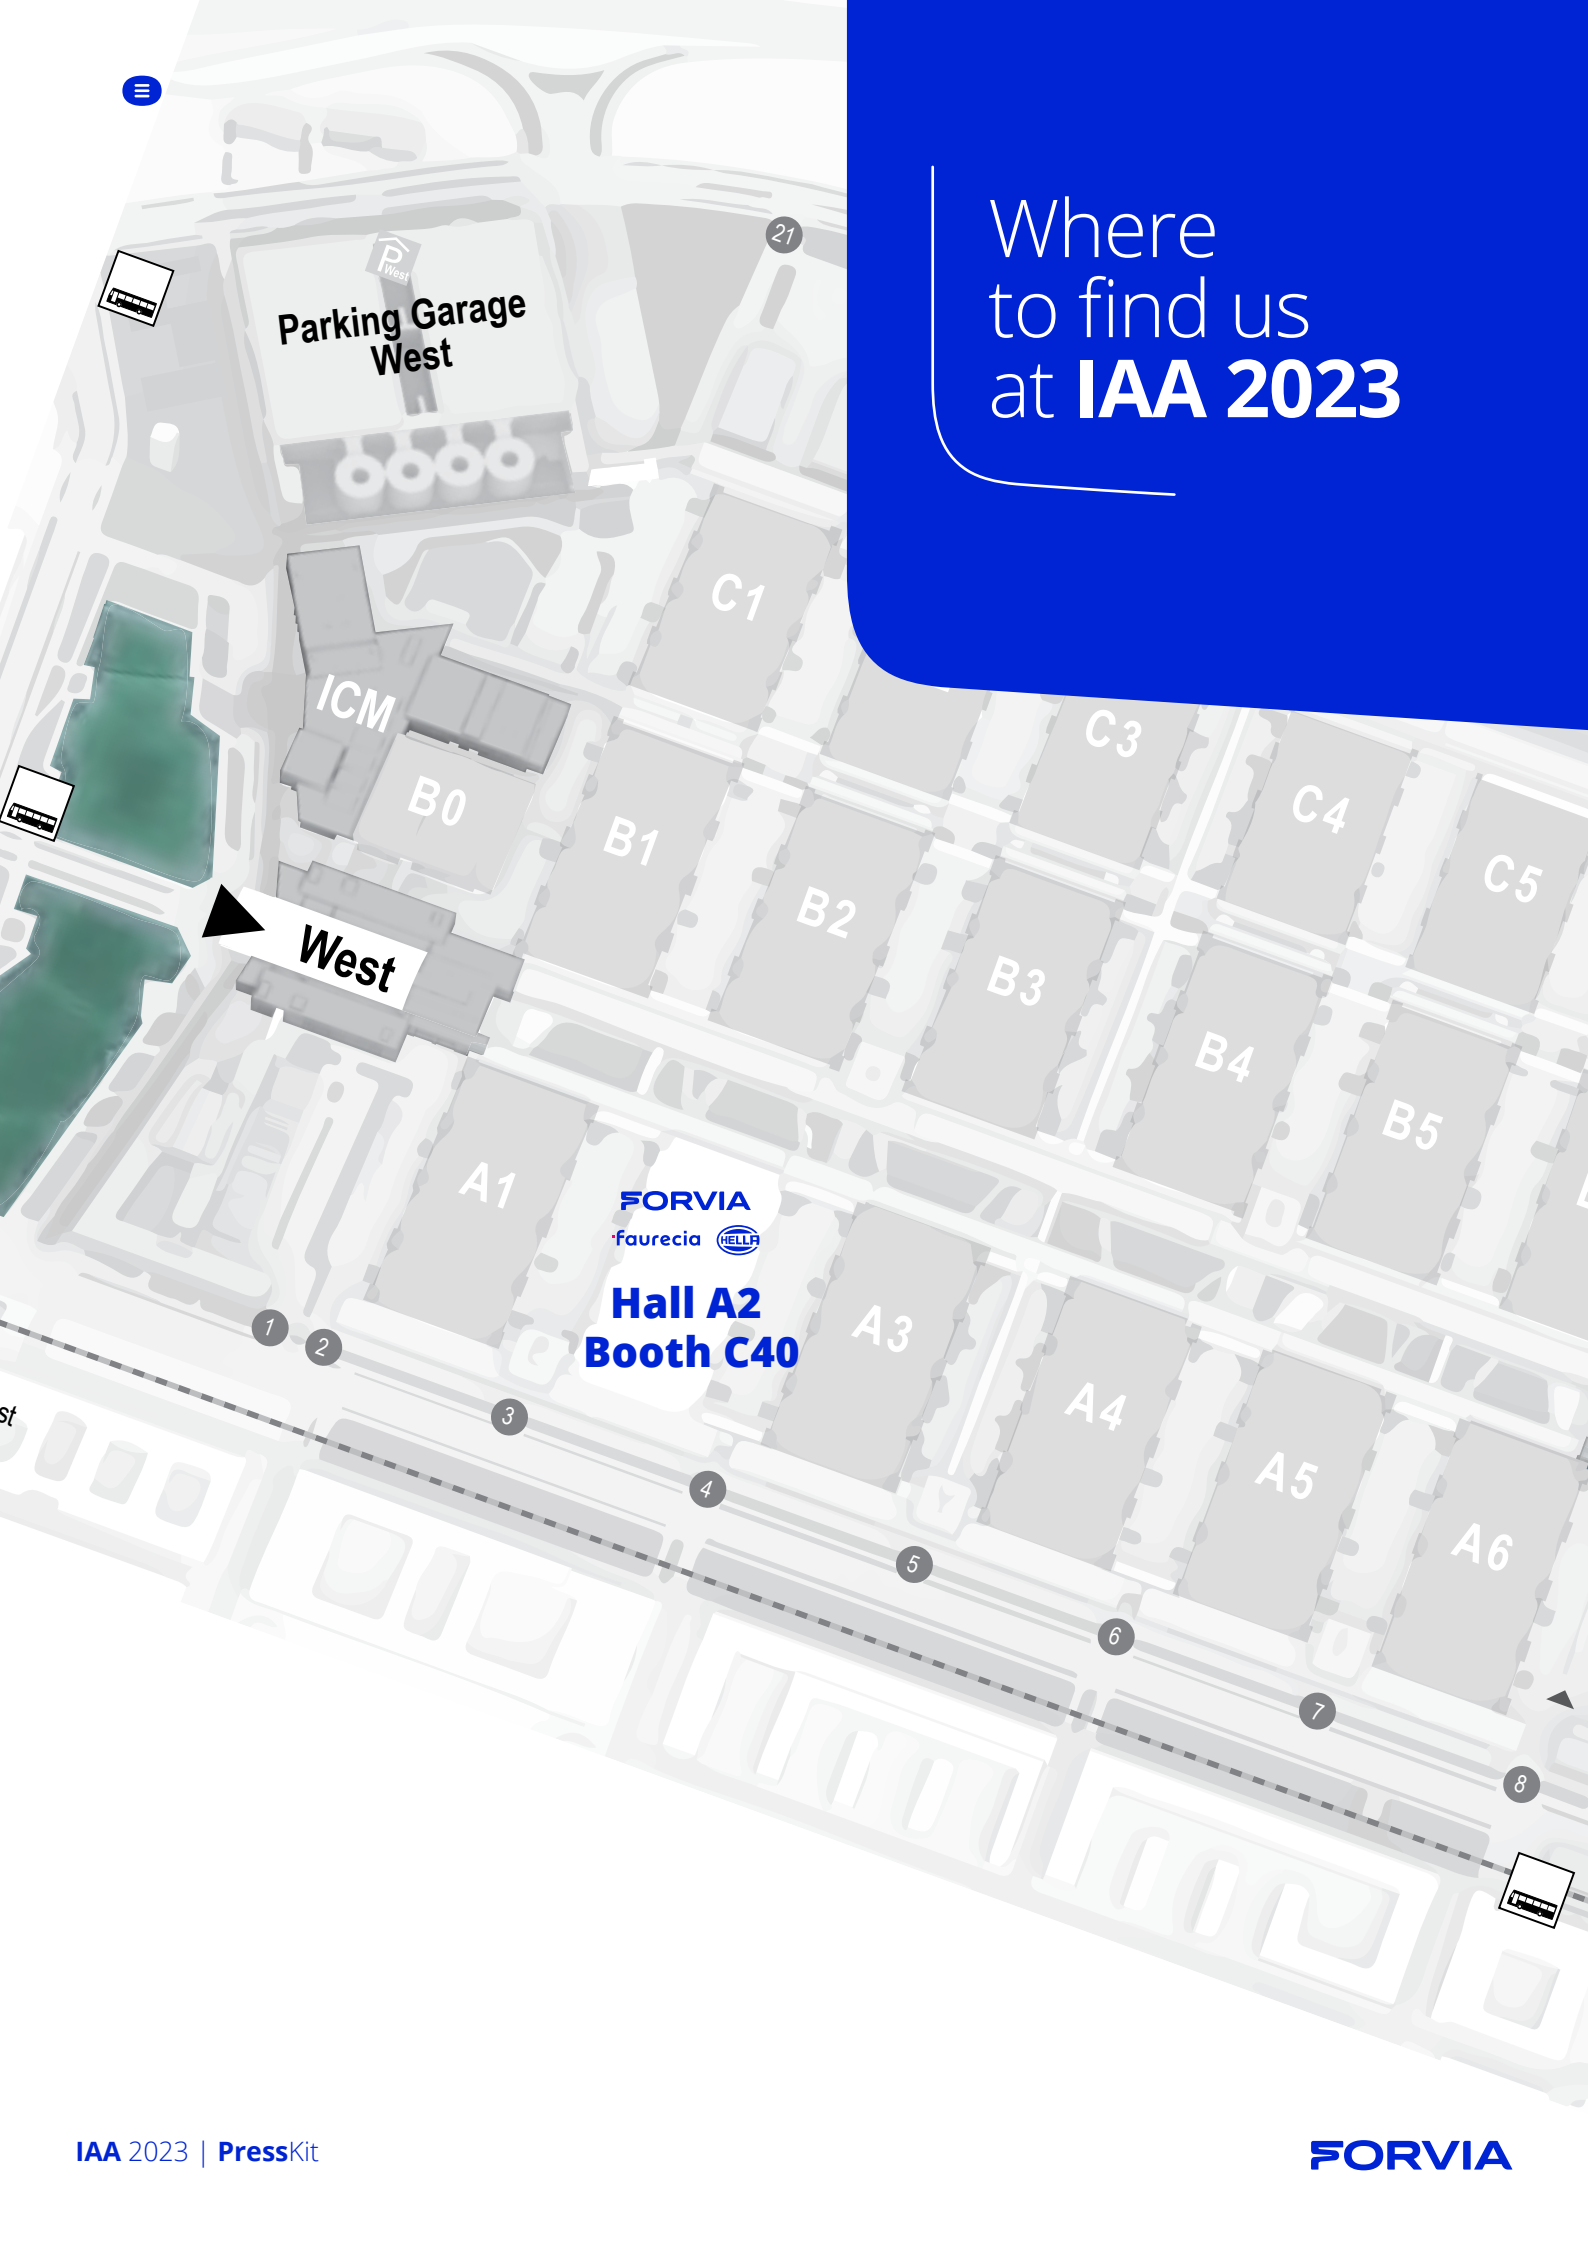 Where
to find us
at IAA 2023
21
P
West
Parking Garage
West
C1
ICM
C3
B0
C4
B1
C5
B2
West
B3
B4
B5
A1
FORVIA
faurecia HELLA
Hall A2
Booth C40
A3
1
2
A4
3
st
A5
4
A6
5
6
7
8
IAA 2023 | PressKit
FORVIA